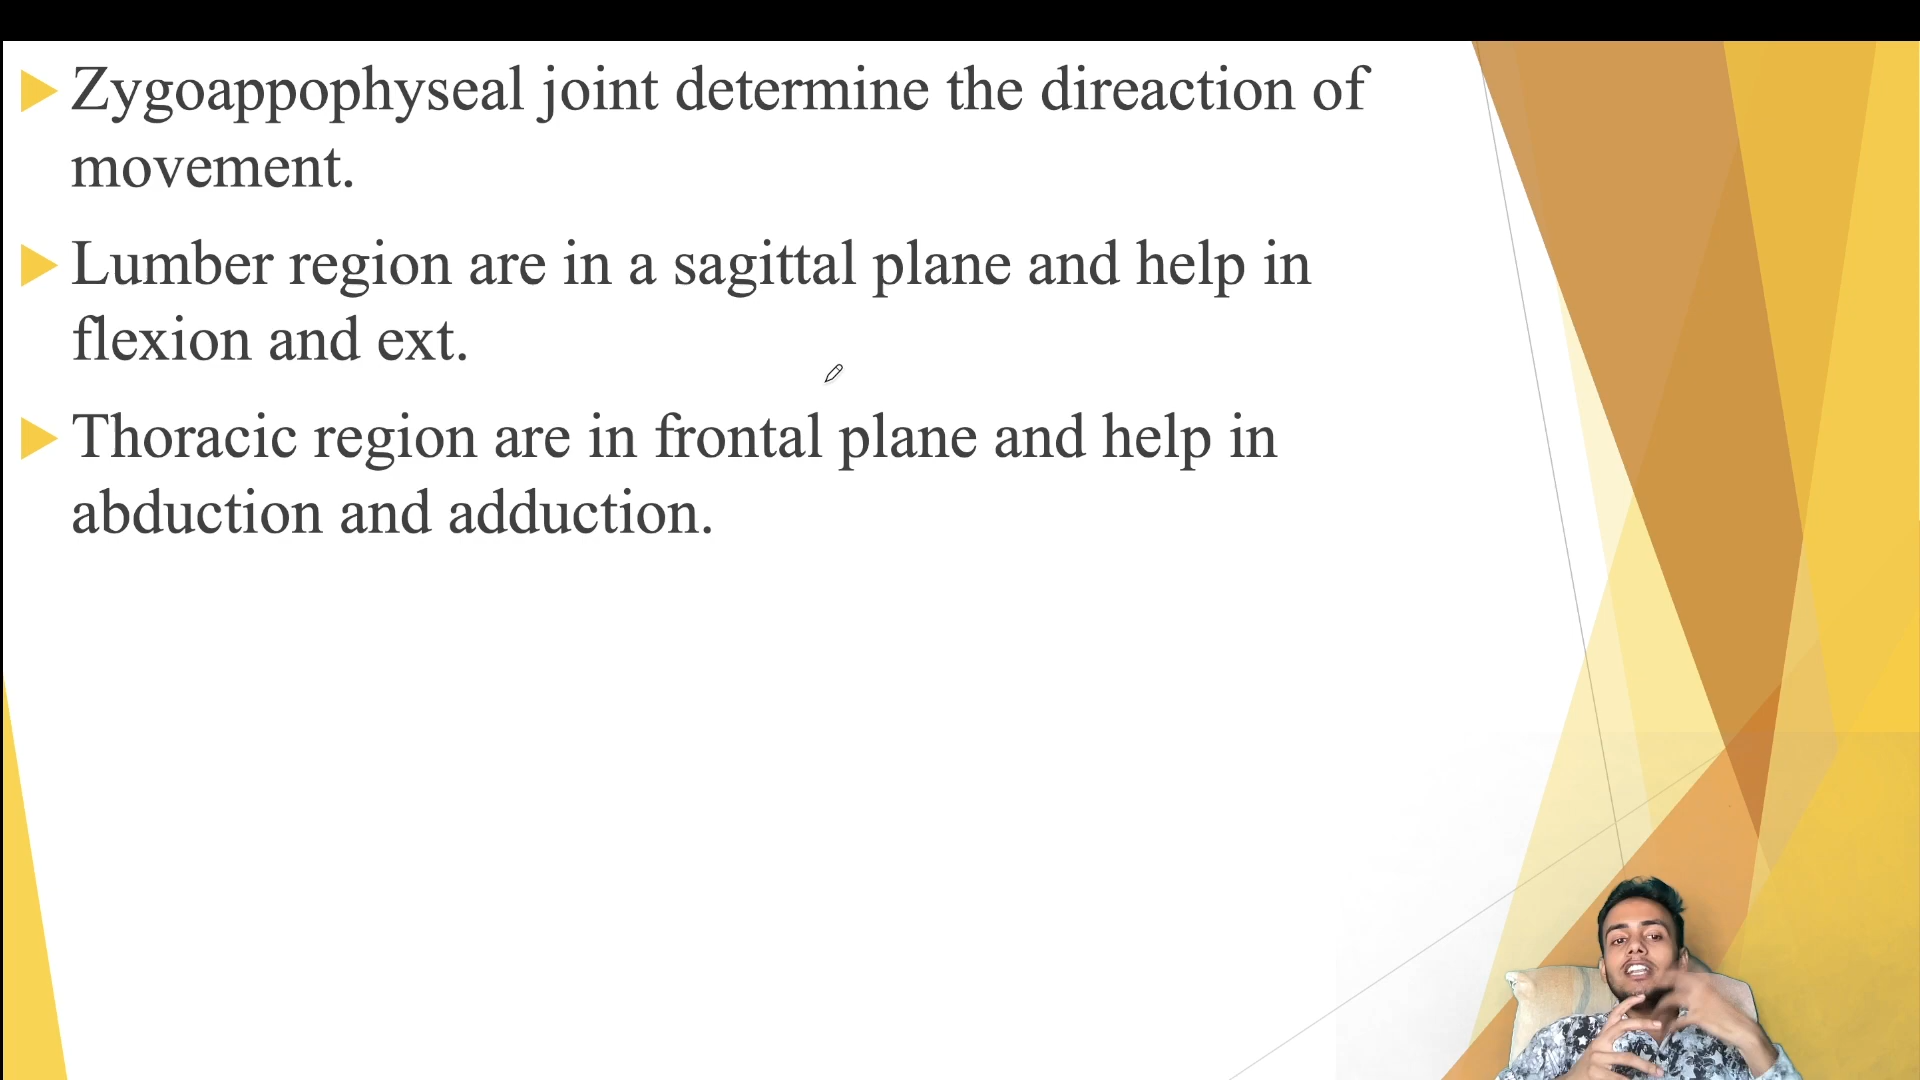 Zygoappophyseal joint determine the direaction of
movement.
Lumber region are in a sagittal plane and help in
flexion and ext.
Thoracic region are in frontal plane and help in
abduction and adduction.